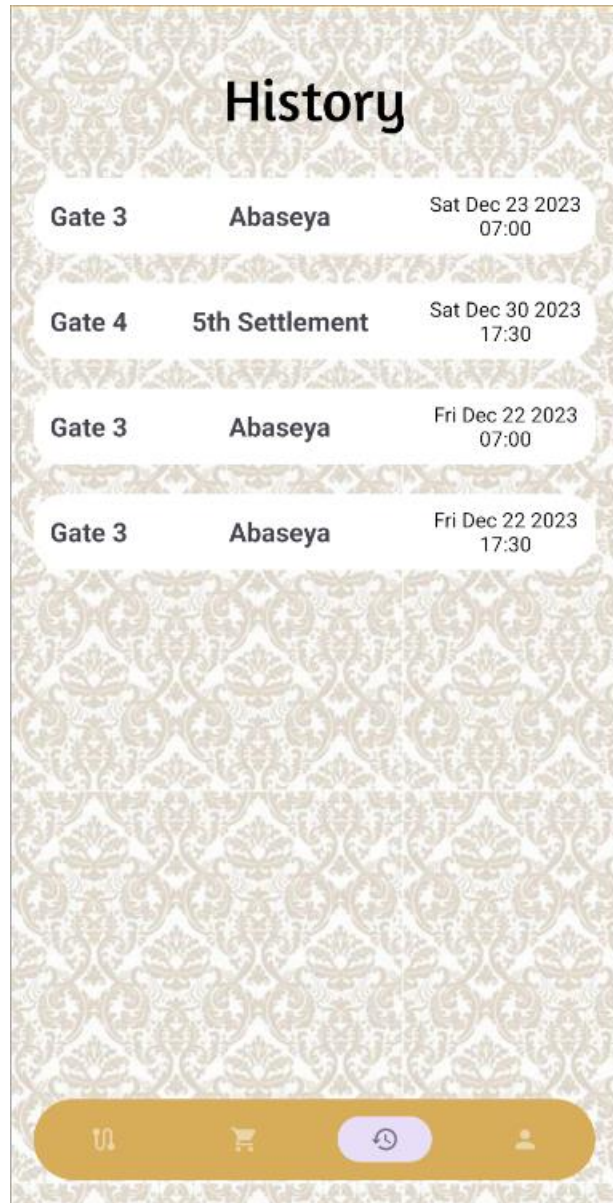 History
Gate 3 Abaseya Sat Dec 23 2023
07:00
Gate 4 5th Settlement Sat Dec 30 2023
17:30
Gate 3 Abaseya Fri Dec 22 2023
07:00
Gate 3 Abaseya Fri Dec 22 2023
17:30